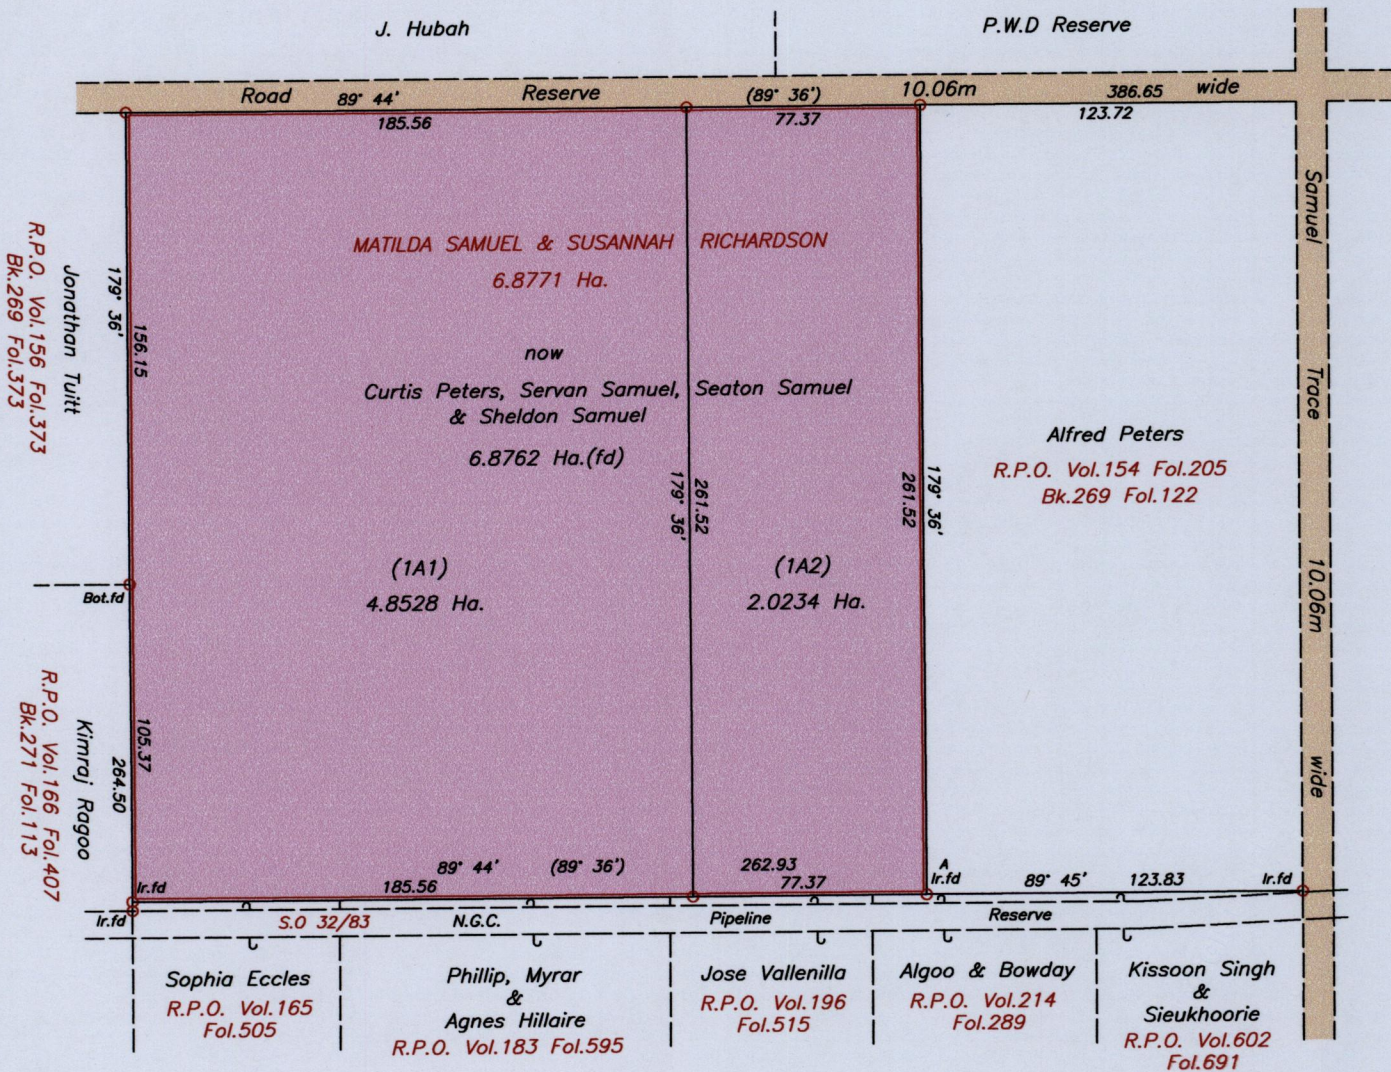 J. Hubah
P.W.D Reserve
Road 89° 44' Reserve (89° 36') 10.06m 386.65 wide
185.56
77.37
123.72
MATILDA SAMUEL & SUSANNAH RICHARDSON
6.8771 Ha.
now
Curtis Peters, Servan Samuel, Seaton Samuel
& Sheldon Samuel
6.8762 Ha.(fd)
(1A1)
4.8528 Ha.
(1A2)
2.0234 Ha.
179° 36'
156.15
Jonathan Tuitt
R.P.O. Vol.156 Fol.373
Bk.269 Fol.373
Bot.fd
105.37
264.50
Kimraj Ragoo
R.P.O. Vol.166 Fol.407
Bk.271 Fol.113
261.52
179° 36'
179° 36'
261.52
Alfred Peters
R.P.O. Vol.154 Fol.205
Bk.269 Fol.122
Samuel Trace 10.06m wide
89° 44' (89° 36') 262.93
Ir.fd 185.56 77.37
A
Ir.fd 89° 45' 123.83 Ir.fd
Ir.fd S.O 32/83 N.G.C. Pipeline Reserve
Sophia Eccles
R.P.O. Vol.165
Fol.505
Phillip, Myrar
&
Agnes Hillaire
R.P.O. Vol.183 Fol.595
Jose Vallenilla
R.P.O. Vol.196
Fol.515
Algoo & Bowday
R.P.O. Vol.214
Fol.289
Kissoon Singh
&
Sieukhoorie
R.P.O. Vol.602
Fol.691